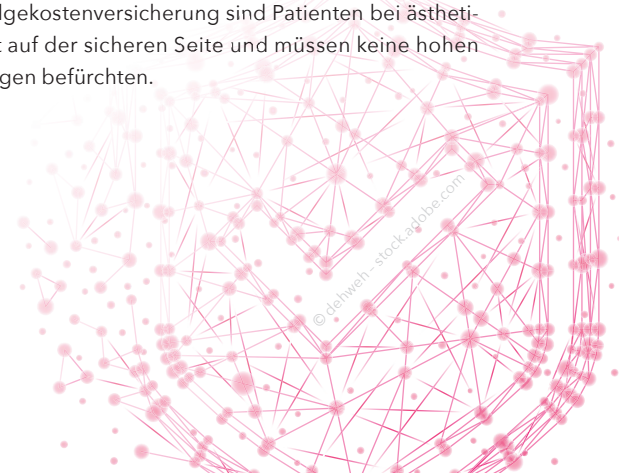 lgekostenversicherung sind Patienten bei ästheti-
auf der sicheren Seite und müssen keine hohen
gen befürchten.
© dehweh - stock.adobe.com